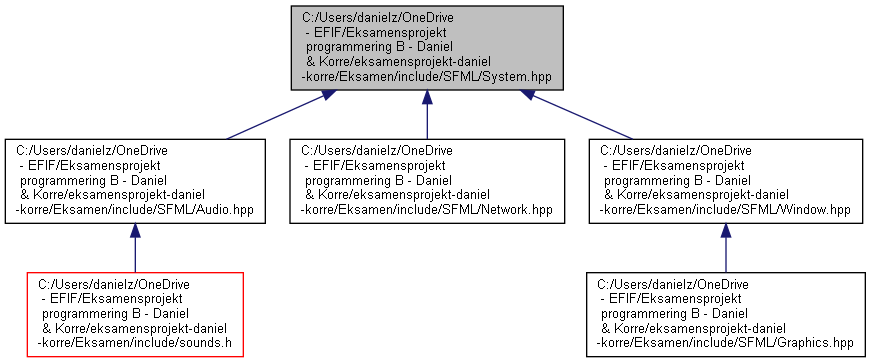 C:/Users/danielz/OneDrive
- EFIF/Eksamensprojekt
programmering B - Daniel
& Korre/eksamensprojekt-daniel
-korre/Eksamen/include/SFML/System.hpp
C:/Users/danielz/OneDrive
- EFIF/Eksamensprojekt
programmering B - Daniel
& Korre/eksamensprojekt-daniel
-korre/Eksamen/include/SFML/Audio.hpp
C:/Users/danielz/OneDrive
- EFIF/Eksamensprojekt
programmering B - Daniel
& Korre/eksamensprojekt-daniel
-korre/Eksamen/include/SFML/Network.hpp
C:/Users/danielz/OneDrive
- EFIF/Eksamensprojekt
programmering B - Daniel
& Korre/eksamensprojekt-daniel
-korre/Eksamen/include/SFML/Window.hpp
C:/Users/danielz/OneDrive
- EFIF/Eksamensprojekt
programmering B - Daniel
& Korre/eksamensprojekt-daniel
-korre/Eksamen/include/sounds.h
C:/Users/danielz/OneDrive
- EFIF/Eksamensprojekt
programmering B - Daniel
& Korre/eksamensprojekt-daniel
-korre/Eksamen/include/SFML/Graphics.hpp